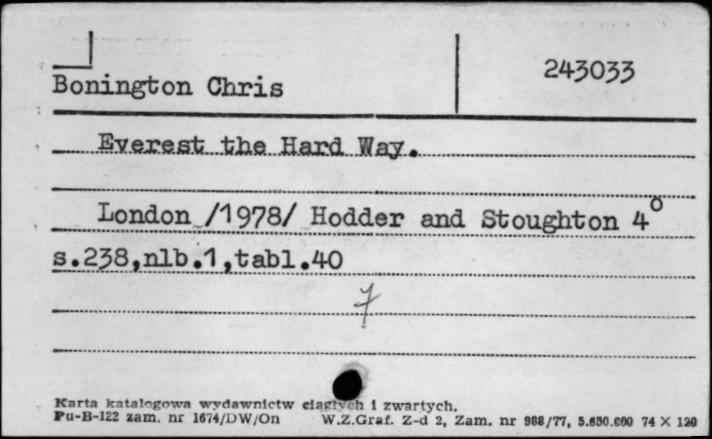 243033
Bonington Chris
Everest the Hard Way.
London /1978/ Hodder and Stoughton 4°
s.238,nlb.1,tabl.40
7
Karta katalogowa wydawnictw ciągłych i zwartych.
Pu-B-122 zam. nr 1674/DW/On W.Z.Graf. Z-d 2, Zam. nr 988/77, 5.850.000 74 X 120